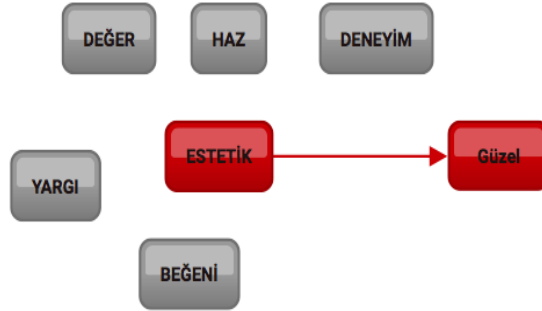 DEĞER
HAZ
DENEYİM
ESTETİK
Güzel
YARGI
BEĞENİ